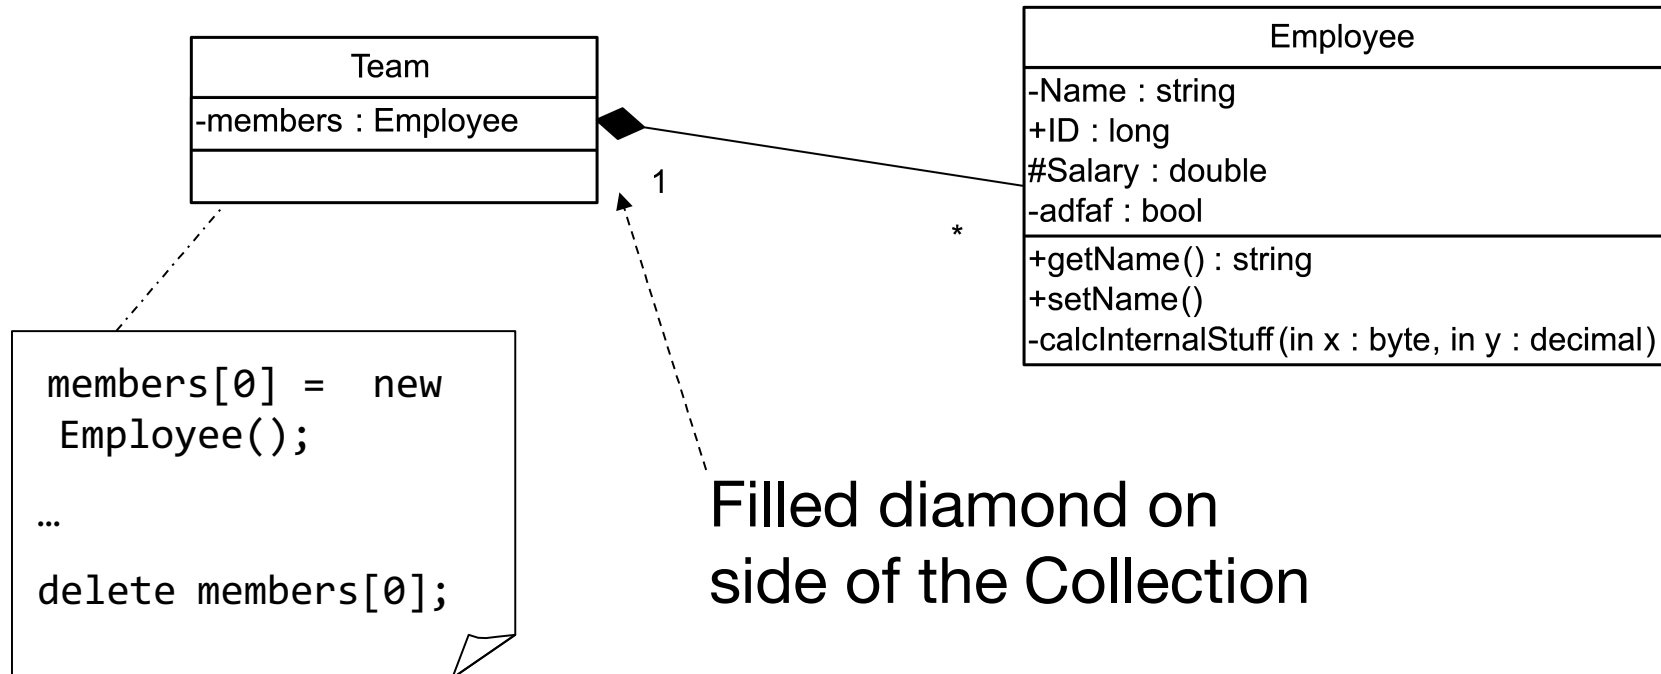 Team
-members : Employee
1
*
Employee
-Name : string
+ID : long
#Salary : double
-adfaf : bool
+getName() : string
+setName()
-calcInternalStuff(in x : byte, in y : decimal)
members[0] =  new
Employee();
…
delete members[0];
Filled diamond on
side of the Collection